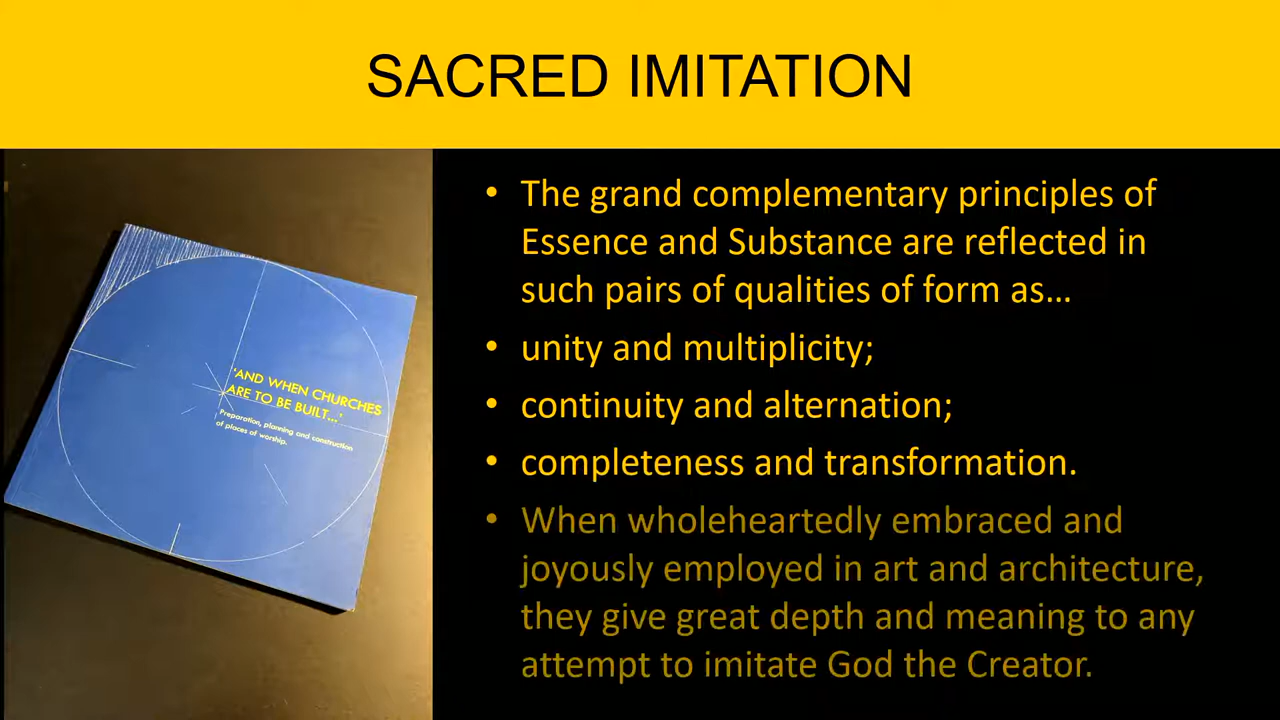 SACRED IMITATION
'AND WHEN CHURCHES
ARE TO BE BUILT...'
Preparation, planning and construction
of places of worship.
• The grand complementary principles of
Essence and Substance are reflected in
such pairs of qualities of form as…
• unity and multiplicity;
• continuity and alternation;
• completeness and transformation.
• When wholeheartedly embraced and
joyously employed in art and architecture,
they give great depth and meaning to any
attempt to imitate God the Creator.